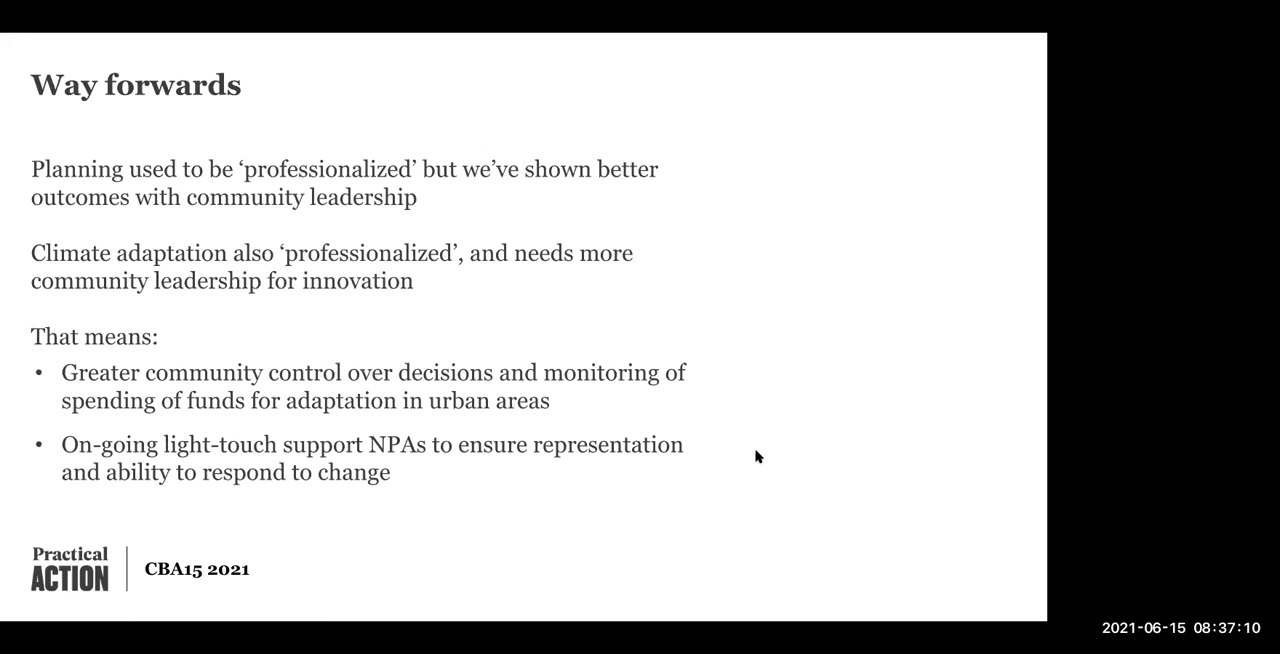 Way forwards
Planning used to be ‘professionalized’ but we’ve shown better
outcomes with community leadership
Climate adaptation also ‘professionalized’, and needs more
community leadership for innovation
That means:
• Greater community control over decisions and monitoring of
spending of funds for adaptation in urban areas
• On-going light-touch support NPAs to ensure representation
and ability to respond to change
Practical
ACTION
CBA15 2021
2021-06-15 08:37:10